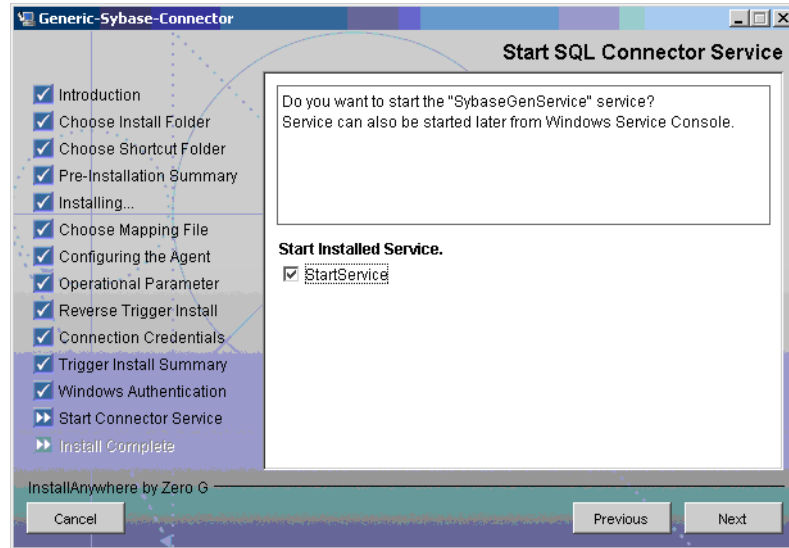 Generic-Sybase-Connector
Start SQL Connector Service
Introduction
Choose Install Folder
Choose Shortcut Folder
Pre-Installation Summary
Installing...
Choose Mapping File
Configuring the Agent
Operational Parameter
Reverse Trigger Install
Connection Credentials
Trigger Install Summary
Windows Authentication
Start Connector Service
Install Complete
Do you want to start the "SybaseGenService" service?
Service can also be started later from Windows Service Console.
Start Installed Service.
StartService
InstallAnywhere by Zero G
Cancel
Previous
Next